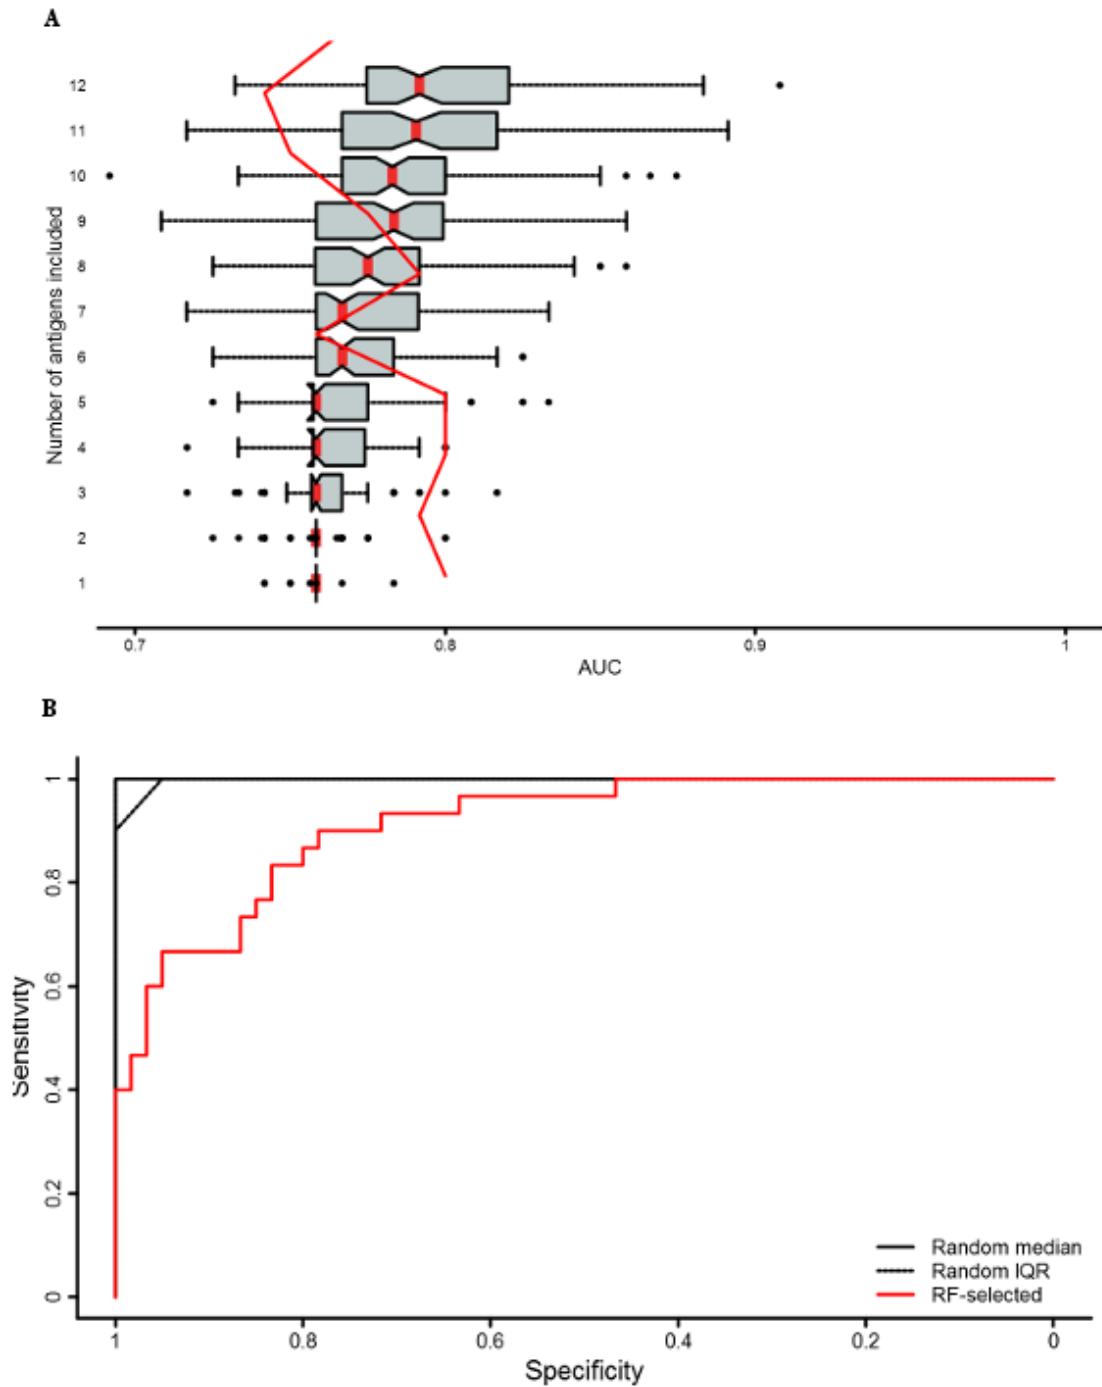 A
12
11
10
9
8
7
6
5
4
3
2
1
Number of antigens included
0.7 0.8 0.9 1
AUC
B
1
0.8
0.6
0.4
0.2
0
Sensitivity
Random median
Random IQR
RF-selected
1 0.8 0.6 0.4 0.2 0
Specificity